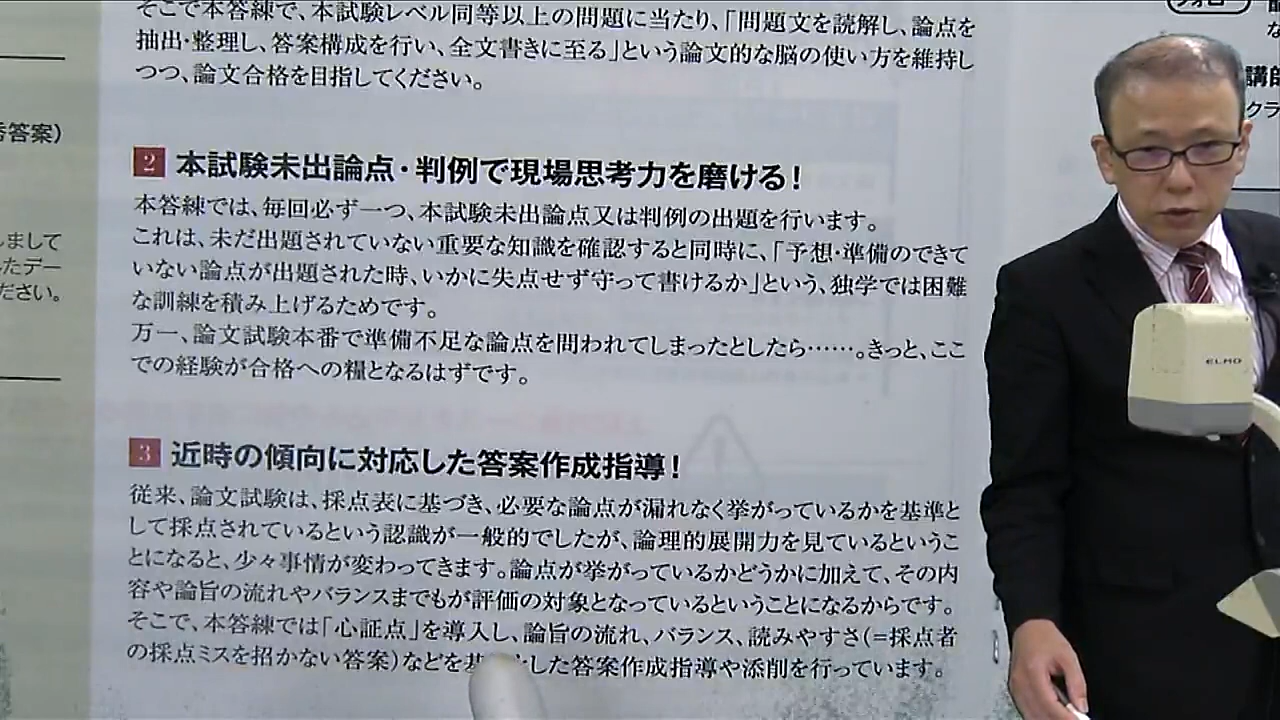 そこで本答練で、本試験レベル同等以上の問題に当たり、「問題文を読解し、論点を
抽出・整理し、答案構成を行い、全文書きに至る」という論文的な脳の使い方を維持し
つつ、論文合格を目指してください。
2 本試験未出論点・判例で現場思考力を磨ける!
本答練では、毎回必ず一つ、本試験未出論点又は判例の出題を行います。
これは、未だ出題されていない重要な知識を確認すると同時に、「予想・準備のできて
いない論点が出題された時、いかに失点せず守って書けるか」という、独学では困難
な訓練を積み上げるためです。
万一、論文試験本番で準備不足な論点を問われてしまったとしたら……。きっと、ここ
での経験が合格への糧となるはずです。
3 近時の傾向に対応した答案作成指導!
従来、論文試験は、採点表に基づき、必要な論点が漏れなく挙がっているかを基準と
して採点されているという認識が一般的でしたが、論理的展開力を見ているというこ
とになると、少々事情が変わってきます。論点が挙がっているかどうかに加えて、その内
容や論旨の流れやバランスまでもが評価の対象となっているということになるからです。
そこで、本答練では「心証点」を導入し、論旨の流れ、バランス、読みやすさ(=採点者
の採点ミスを招かない答案)などを基 した答案作成指導や添削を行っています。
答案)
まして
たデー
ださい。
フォロー
講師
クラ
ELMO